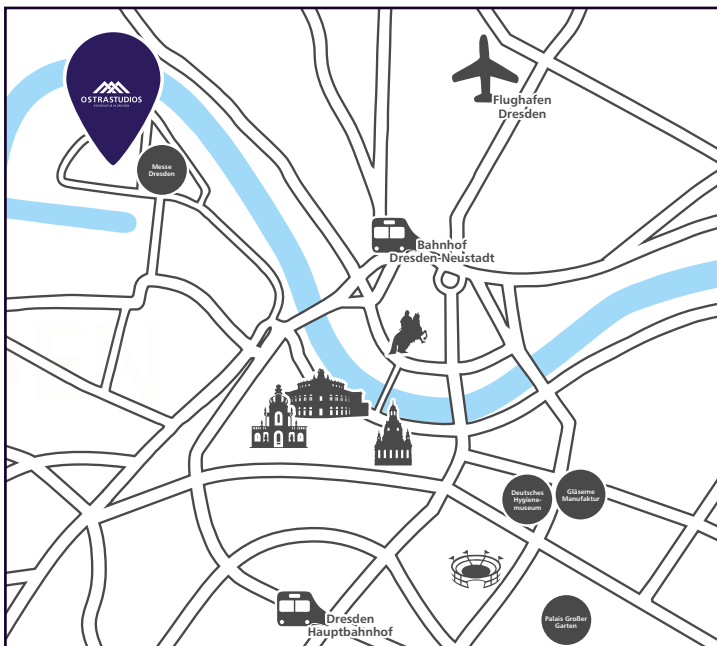 OSTRASTUDIOS
Messe
Dresden
Flughafen
Dresden
Bahnhof
Dresden-Neustadt
Deutsches
Hygiene-
museum
Gläserne
Manufaktur
Palais Großer
Garten
Dresden
Hauptbahnhof